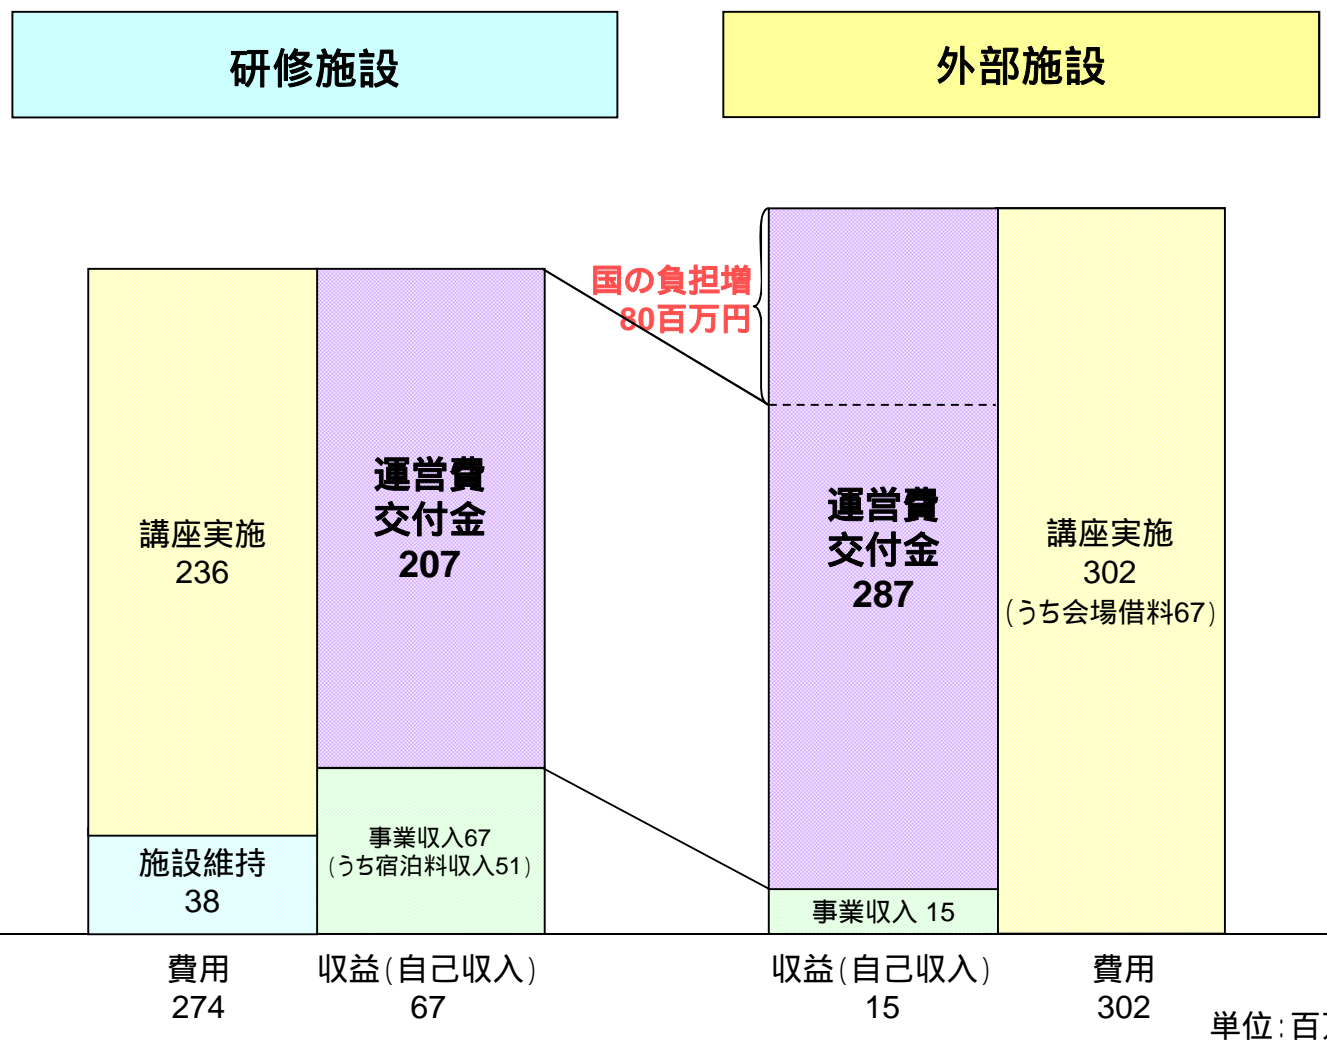 研修施設
外部施設
国の負担増
80百万円
運営費
交付金
207
運営費
交付金
287
講座実施
236
講座実施
302
(うち会場借料67)
事業収入67
(うち宿泊料収入51)
施設維持
38
事業収入 15
費用
274
収益(自己収入)
67
収益(自己収入)
15
費用
302
単位:百